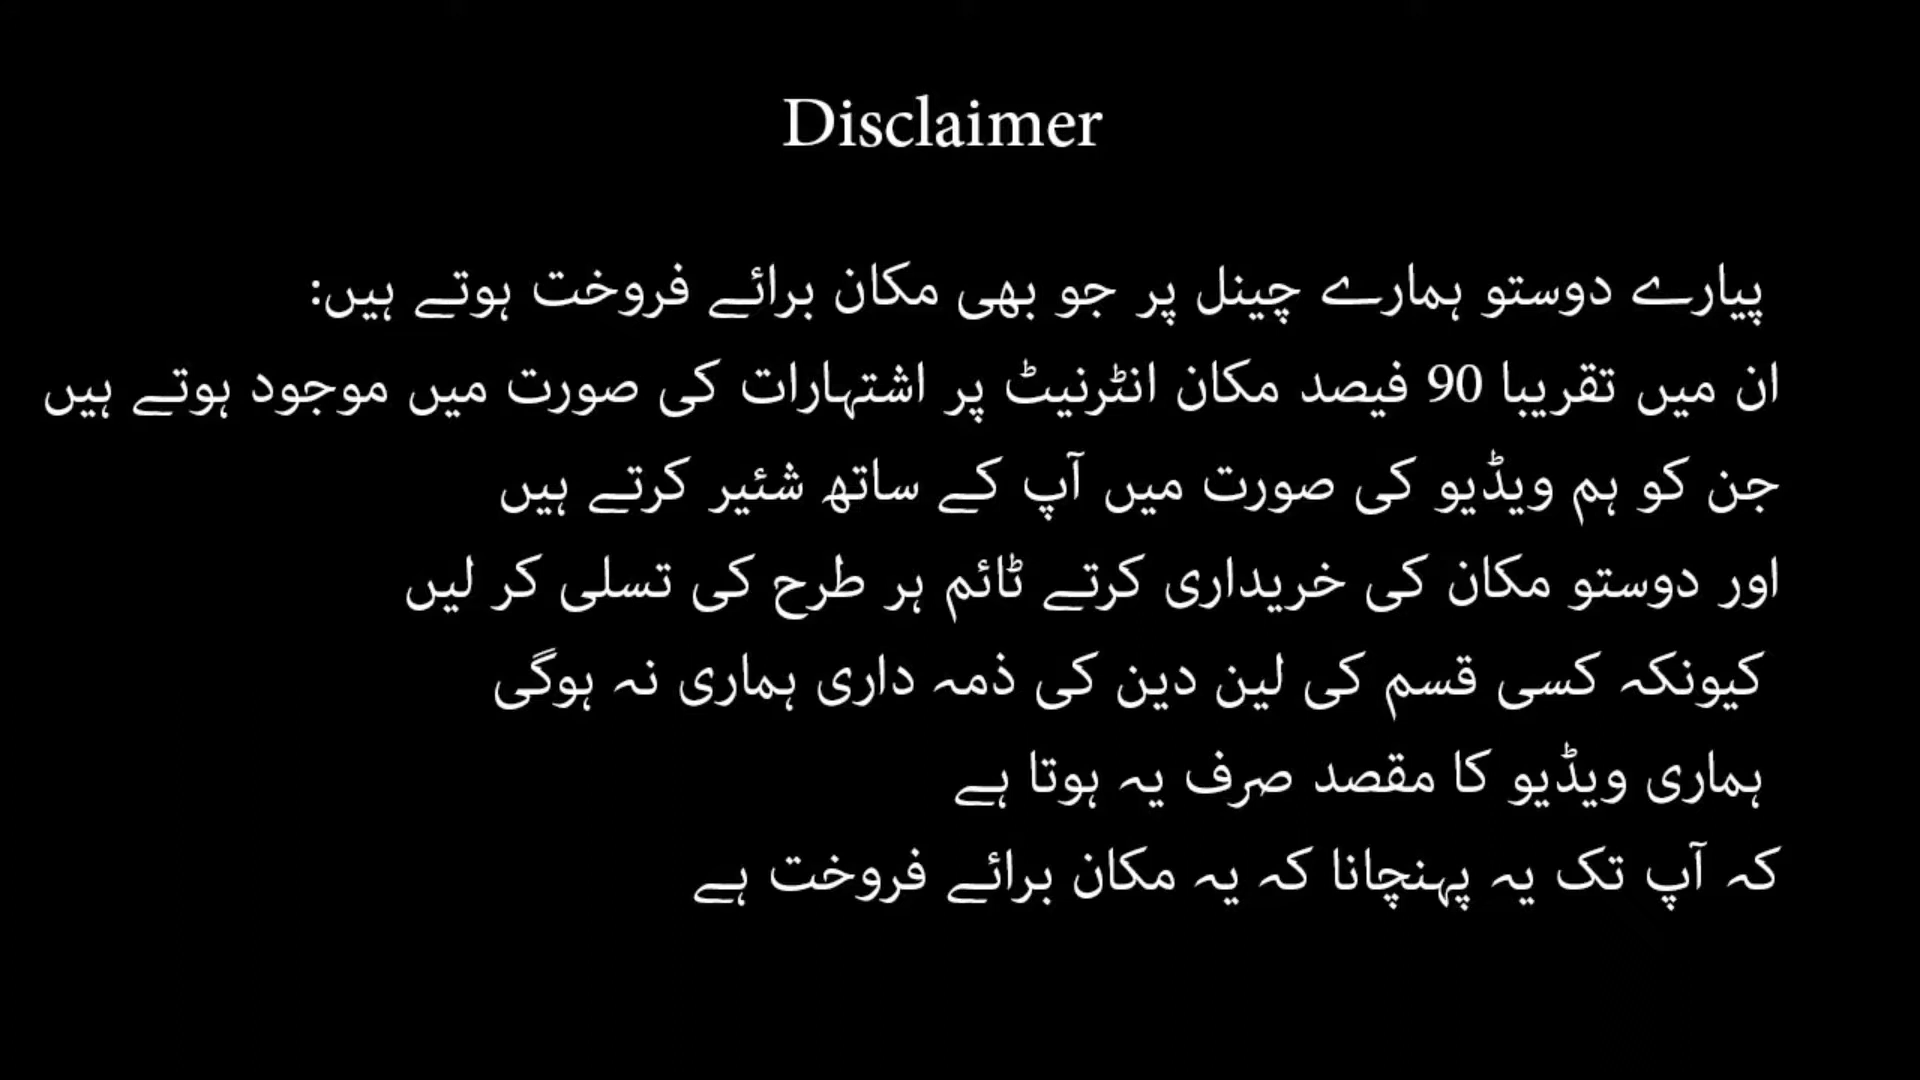 Disclaimer
پیارے دوستو ہمارے چینل پر جو بھی مکان برائے فروخت ہوتے ہیں:
ان میں تقریبا 90 فیصد مکان انٹرنیٹ پر اشتہارات کی صورت میں موجود ہوتے ہیں
جن کو ہم ویڈیو کی صورت میں آپ کے ساتھ شئیر کرتے ہیں
اور دوستو مکان کی خریداری کرتے ٹائم ہر طرح کی تسلی کر لیں
کیونکہ کسی قسم کی لین دین کی ذمہ داری ہماری نہ ہوگی
ہماری ویڈیو کا مقصد صرف یہ ہوتا ہے
کہ آپ تک یہ پہنچانا کہ یہ مکان برائے فروخت ہے